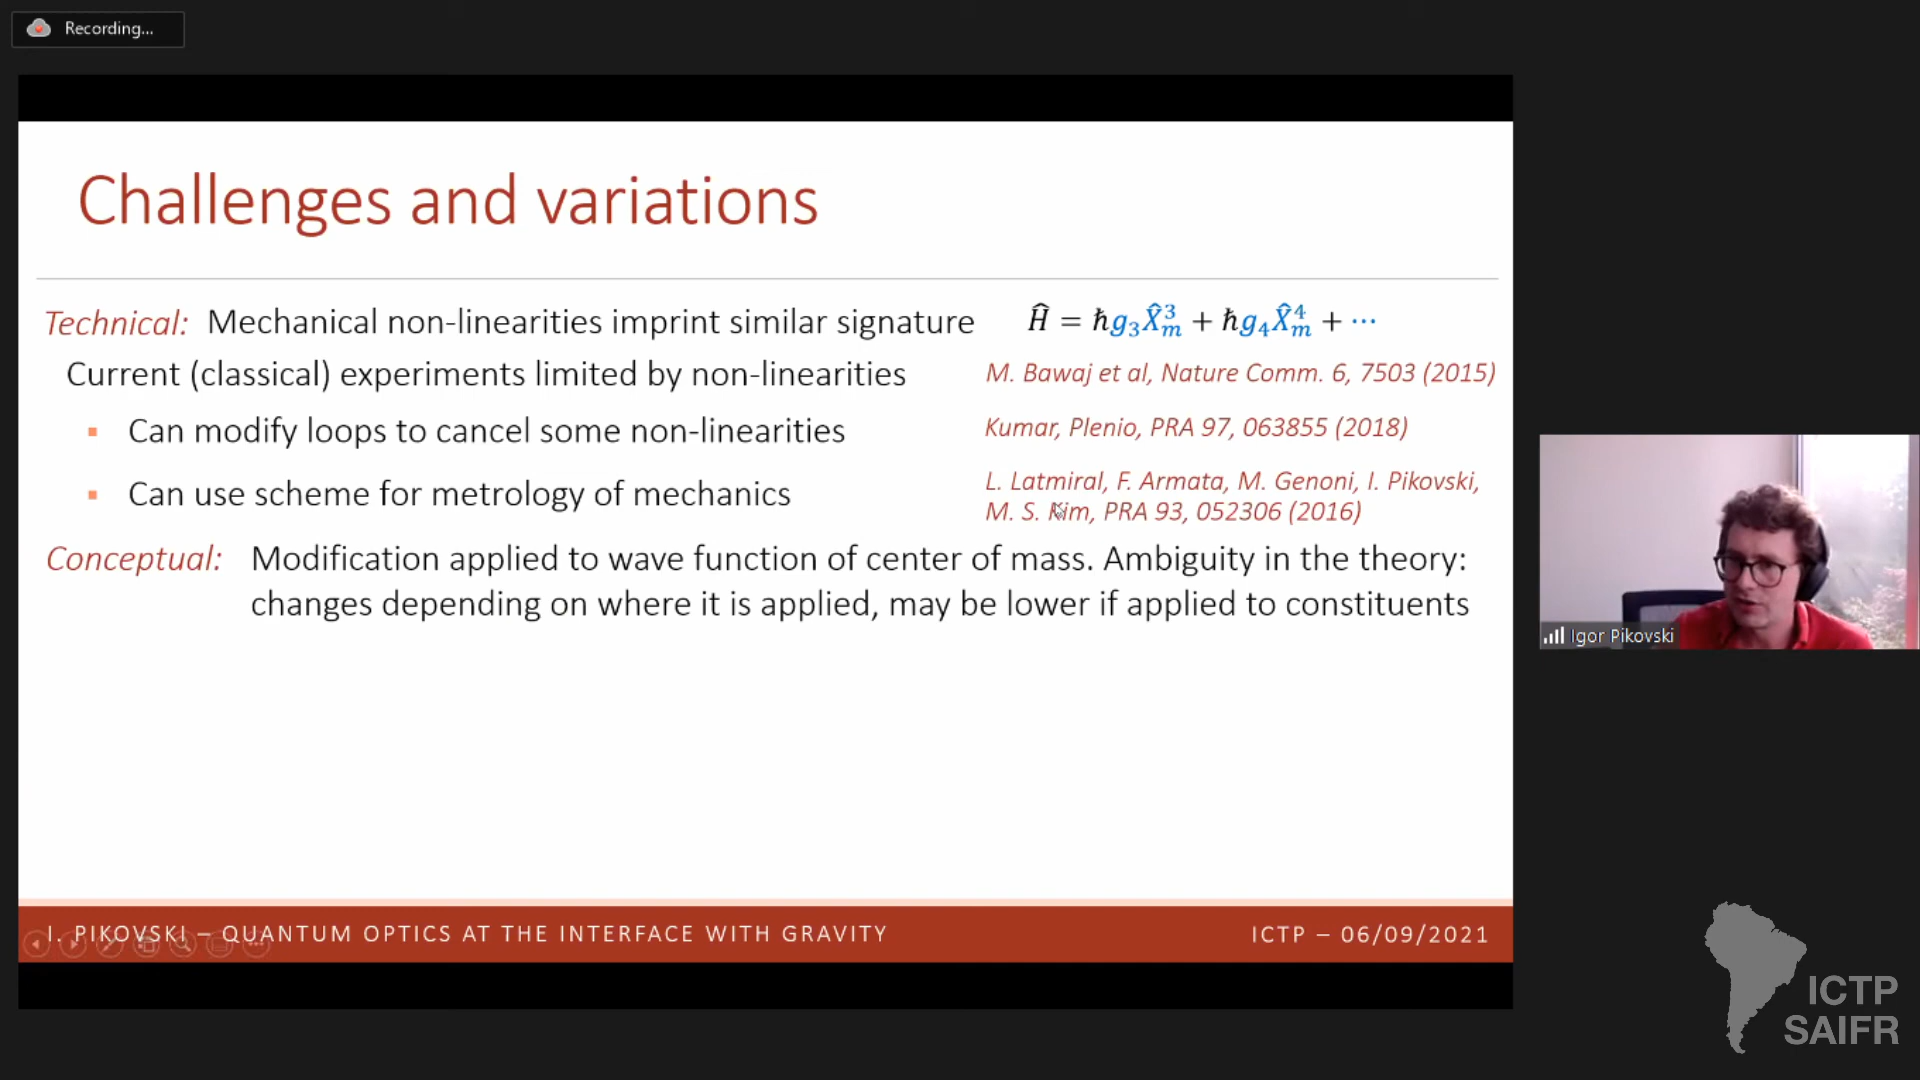 Recording...
Challenges and variations
Technical: Mechanical non-linearities imprint similar signature
Ĥ = ħg₃X̂ₘ³ + ħg₄X̂ₘ⁴ + ⋯
Current (classical) experiments limited by non-linearities
M. Bawaj et al, Nature Comm. 6, 7503 (2015)
▪ Can modify loops to cancel some non-linearities
Kumar, Plenio, PRA 97, 063855 (2018)
▪ Can use scheme for metrology of mechanics
L. Latmiral, F. Armata, M. Genoni, I. Pikovski,
M. S. Kim, PRA 93, 052306 (2016)
Conceptual: Modification applied to wave function of center of mass. Ambiguity in the theory:
changes depending on where it is applied, may be lower if applied to constituents
Igor Pikovski
I. PIKOVSKI – QUANTUM OPTICS AT THE INTERFACE WITH GRAVITY
ICTP – 06/09/2021
ICTP
SAIFR